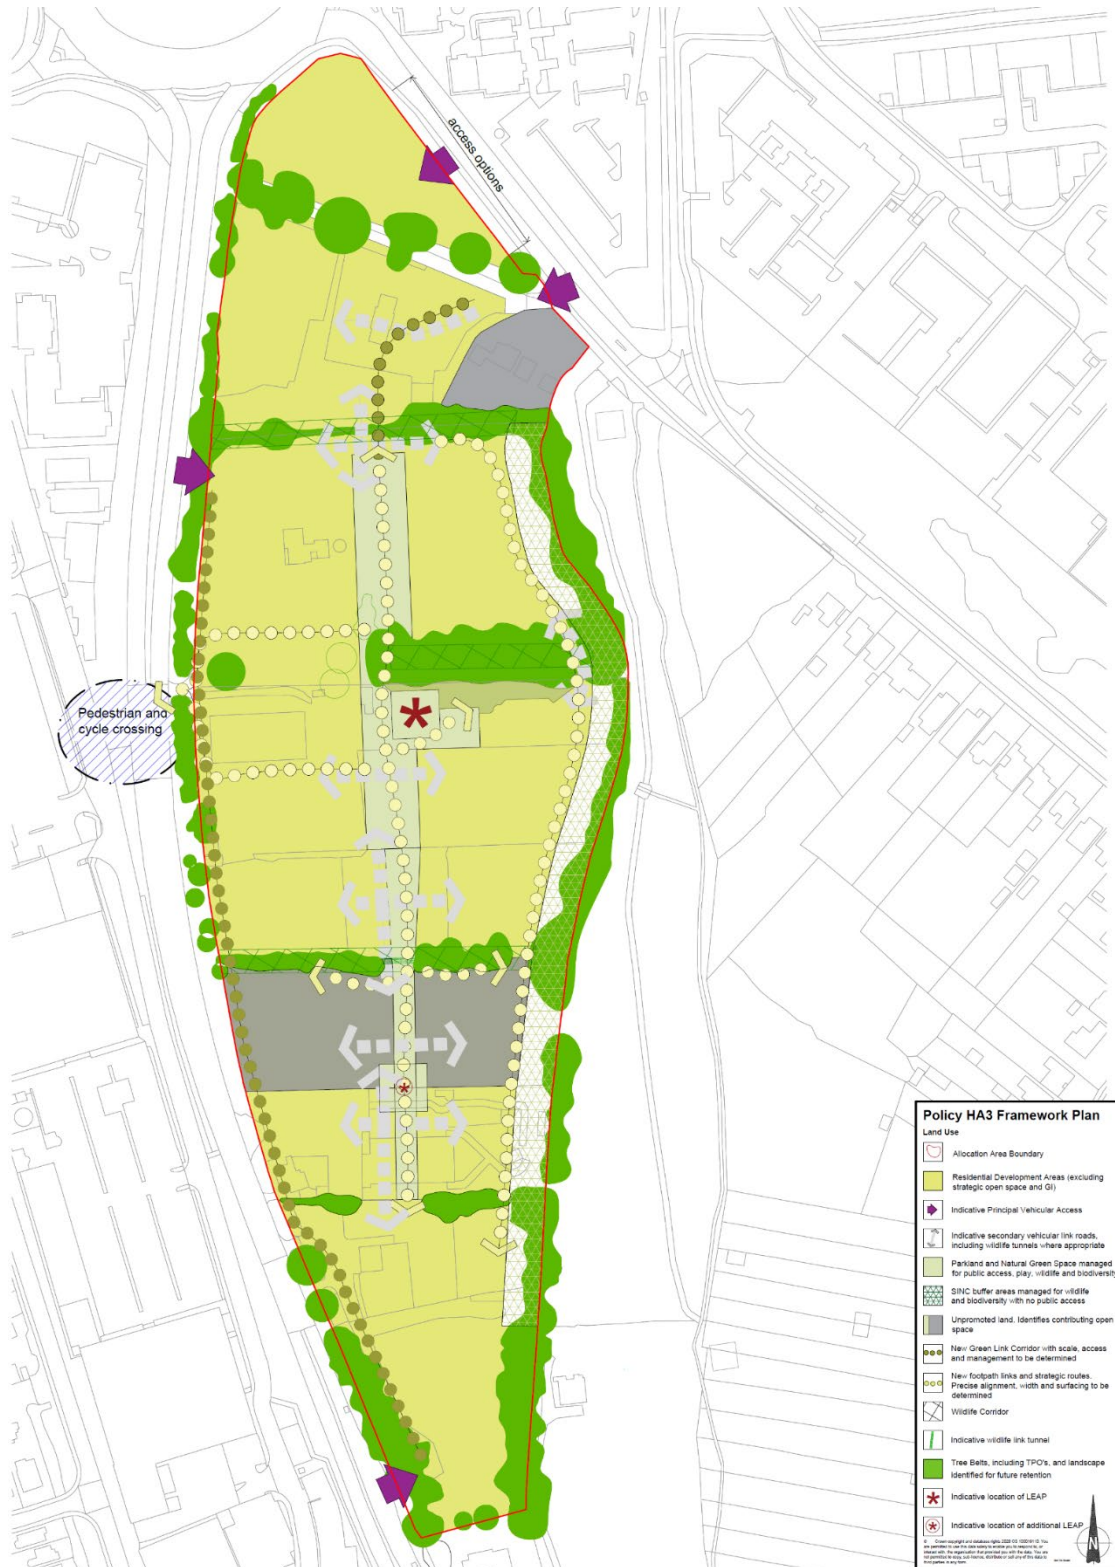 access options
Pedestrian and
cycle crossing
Policy HA3 Framework Plan
Land Use
Allocation Area Boundary
Residential Development Areas (excluding
strategic open space and GI)
Indicative Principal Vehicular Access
Indicative secondary vehicular link roads,
including wildlife tunnels where appropriate
Parkland and Natural Green Space managed
for public access, play, wildlife and biodiversity
SINC buffer areas managed for wildlife
and biodiversity with no public access
Unpromoted land. Identifies contributing open
space
New Green Link Corridor with scale, access
and management to be determined
New footpath links and strategic routes.
Precise alignment, width and surfacing to be
determined
Wildlife Corridor
Indicative wildlife link tunnel
Tree Belts, including TPO's, and landscape
identified for future retention
Indicative location of LEAP
Indicative location of additional LEAP
N